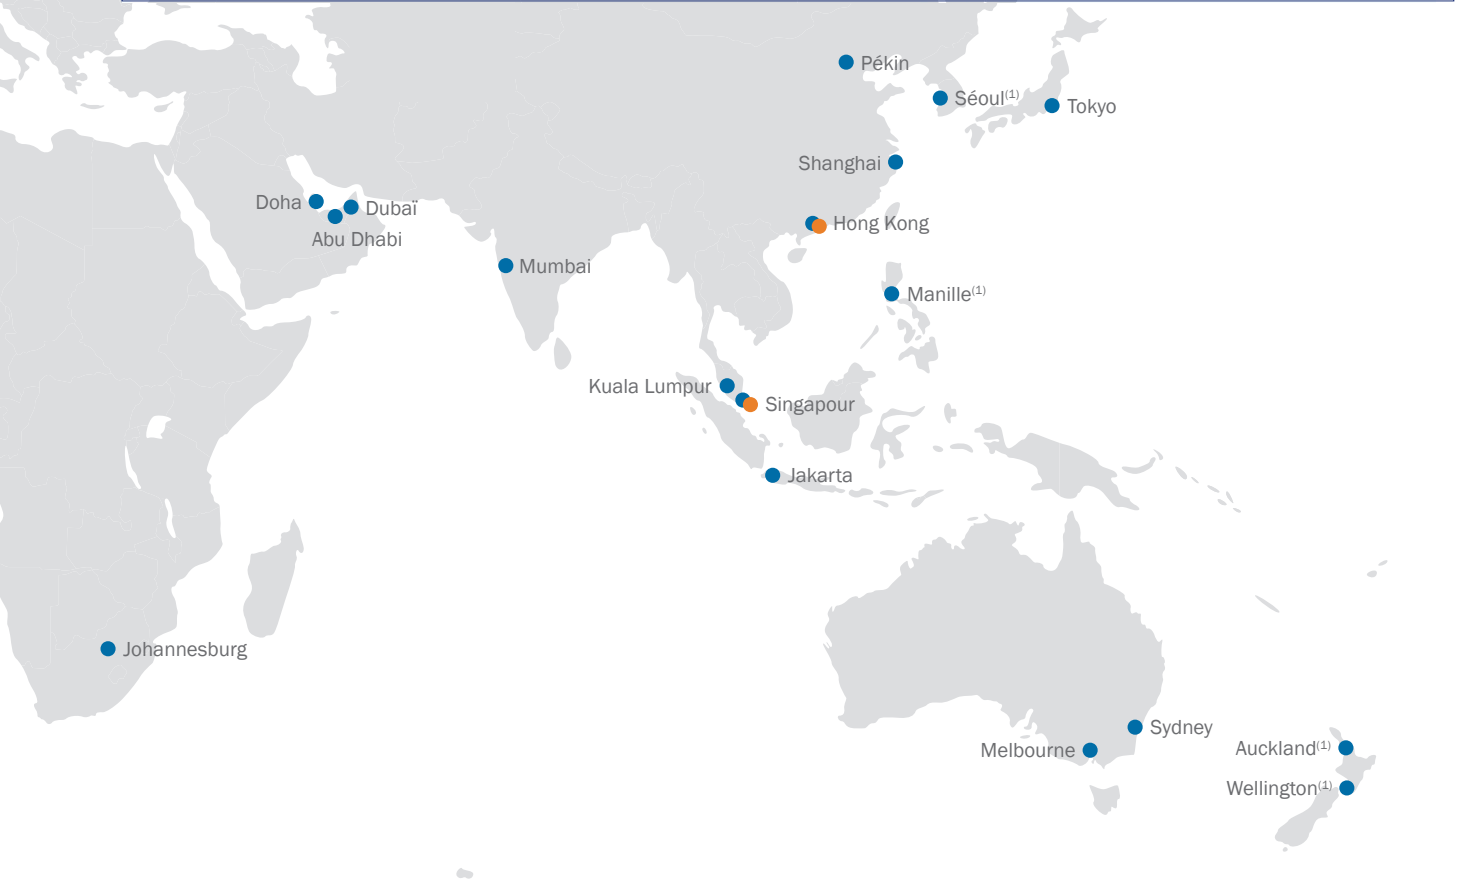 Pékin
Séoul(1)
Tokyo
Shanghai
Doha
Dubaï
Abu Dhabi
Hong Kong
Mumbai
Manille(1)
Kuala Lumpur
Singapour
Jakarta
Johannesburg
Sydney
Melbourne
Auckland(1)
Wellington(1)